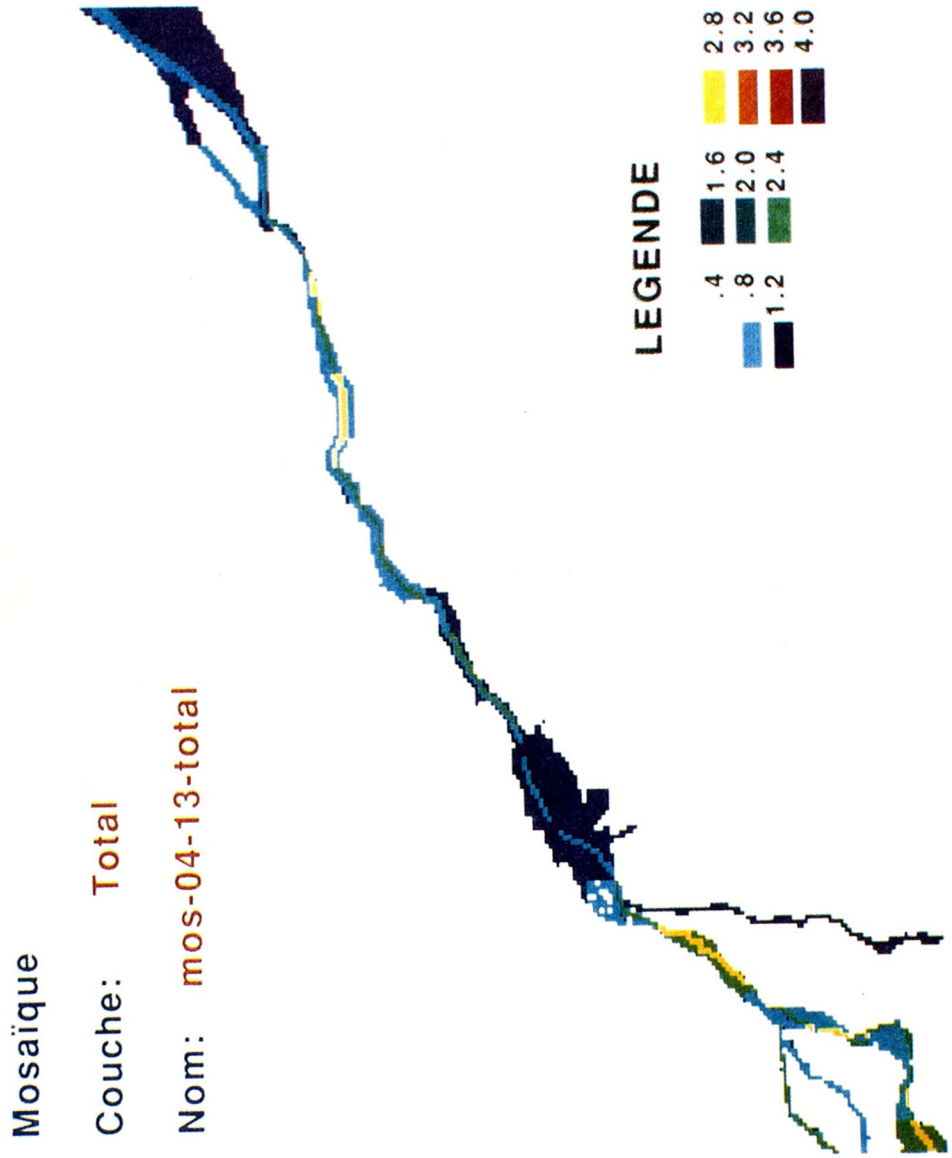 Mosaïque
Couche: Total
Nom: mos-04-13-total
LEGENDE
.4 1.6 2.8
.8 2.0 3.2
1.2 2.4 3.6
4.0